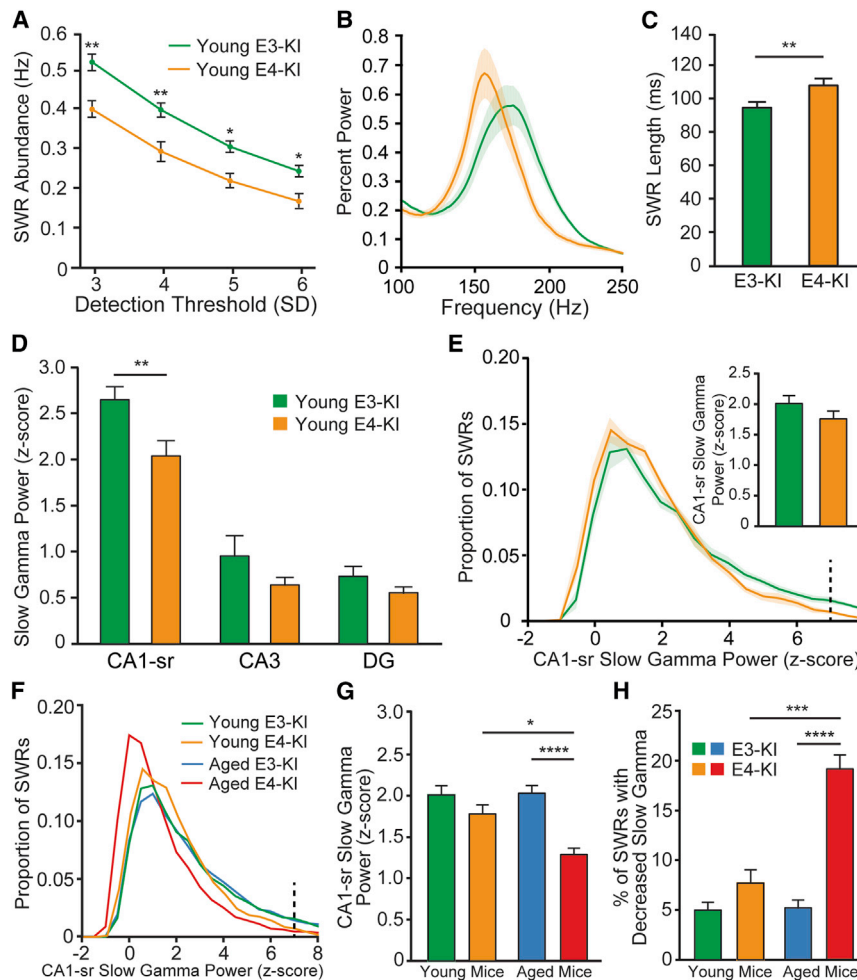 A
SWR Abundance (Hz)
0.6
0.5
0.4
0.3
0.2
0.1
0
**
**
*
*
Young E3-KI
Young E4-KI
3 4 5 6
Detection Threshold (SD)
B
Percent Power
0.8
0.7
0.6
0.5
0.4
0.3
0.2
0.1
0
100 150 200 250
Frequency (Hz)
C
SWR Length (ms)
140
120
100
80
60
40
20
0
**
E3-KI E4-KI
D
Slow Gamma Power (z-score)
3.0
2.5
2.0
1.5
1.0
0.5
0
**
Young E3-KI
Young E4-KI
CA1-sr CA3 DG
E
Proportion of SWRs
0.20
0.15
0.10
0.05
0
-2 0 2 4 6
CA1-sr Slow Gamma Power (z-score)
CA1-sr Slow Gamma
Power (z-score)
2.5
2.0
1.5
1.0
0.5
0
F
Proportion of SWRs
0.20
0.15
0.10
0.05
0
Young E3-KI
Young E4-KI
Aged E3-KI
Aged E4-KI
-2 0 2 4 6 8
CA1-sr Slow Gamma Power (z-score)
G
CA1-sr Slow Gamma
Power (z-score)
3.0
2.5
2.0
1.5
1.0
0.5
0.0
*
****
Young Mice Aged Mice
H
% of SWRs with
Decreased Slow Gamma
25
20
15
10
5
0
***
****
E3-KI
E4-KI
Young Mice Aged Mice